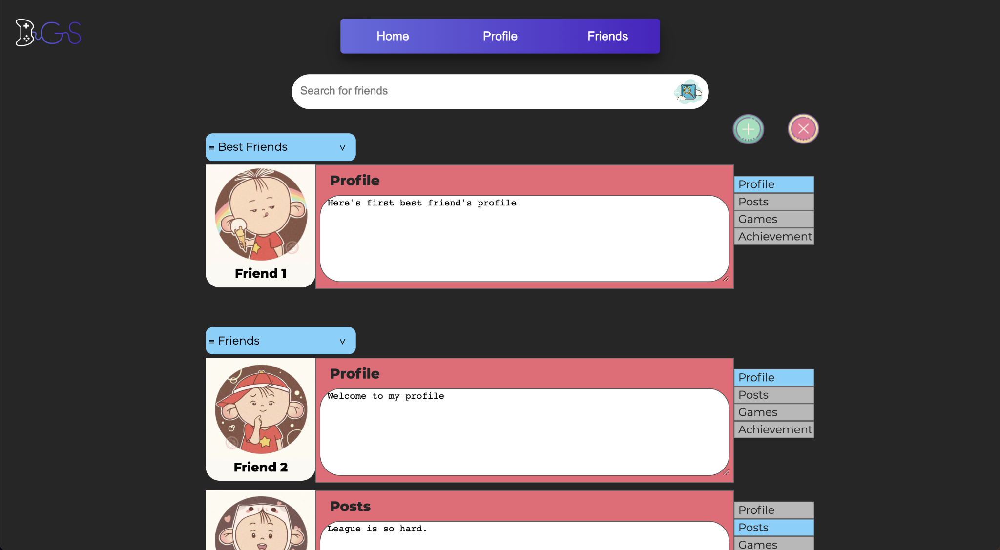 GS
Home Profile Friends
Search for friends
≡ Best Friends v
Profile
Here's first best friend's profile
Friend 1
Profile
Posts
Games
Achievement
≡ Friends v
Profile
Welcome to my profile
Friend 2
Profile
Posts
Games
Achievement
Posts
League is so hard.
Profile
Posts
Games